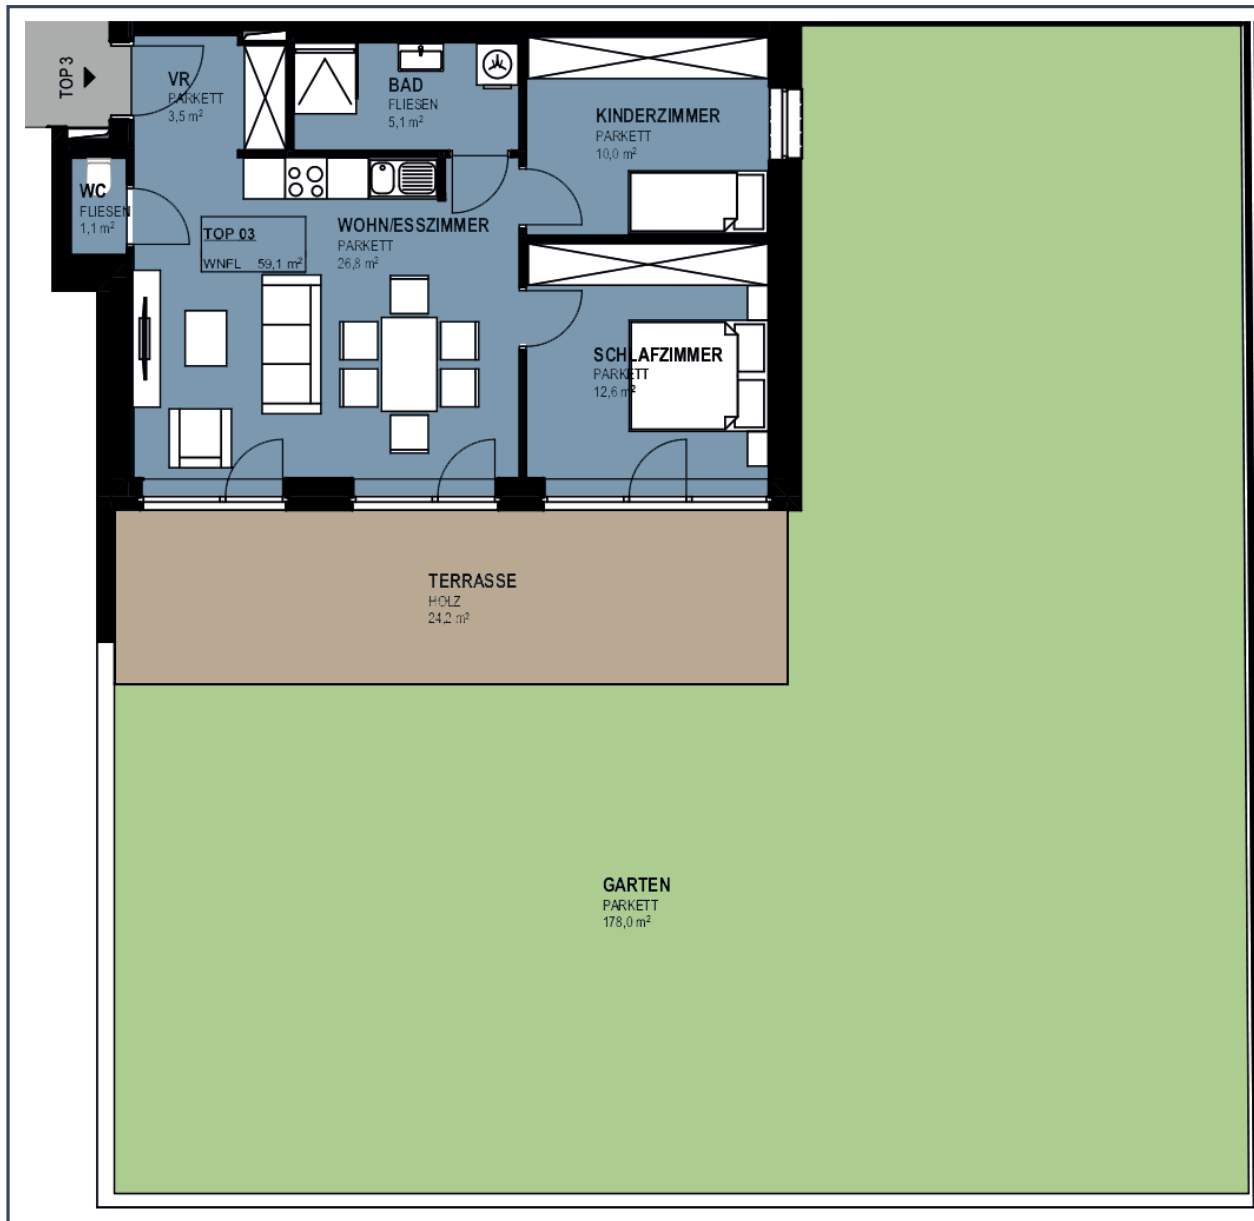 TOP 3
VR
PARKETT
3,5 m²
BAD
FLIESEN
5,1 m²
KINDERZIMMER
PARKETT
10,0 m²
WC
FLIESEN
1,1 m²
TOP 03
WNFL 59,1 m²
WOHN/ESSZIMMER
PARKETT
26,8 m²
SCHLAFZIMMER
PARKETT
12,6 m²
TERRASSE
HOLZ
24,2 m²
GARTEN
PARKETT
178,0 m²